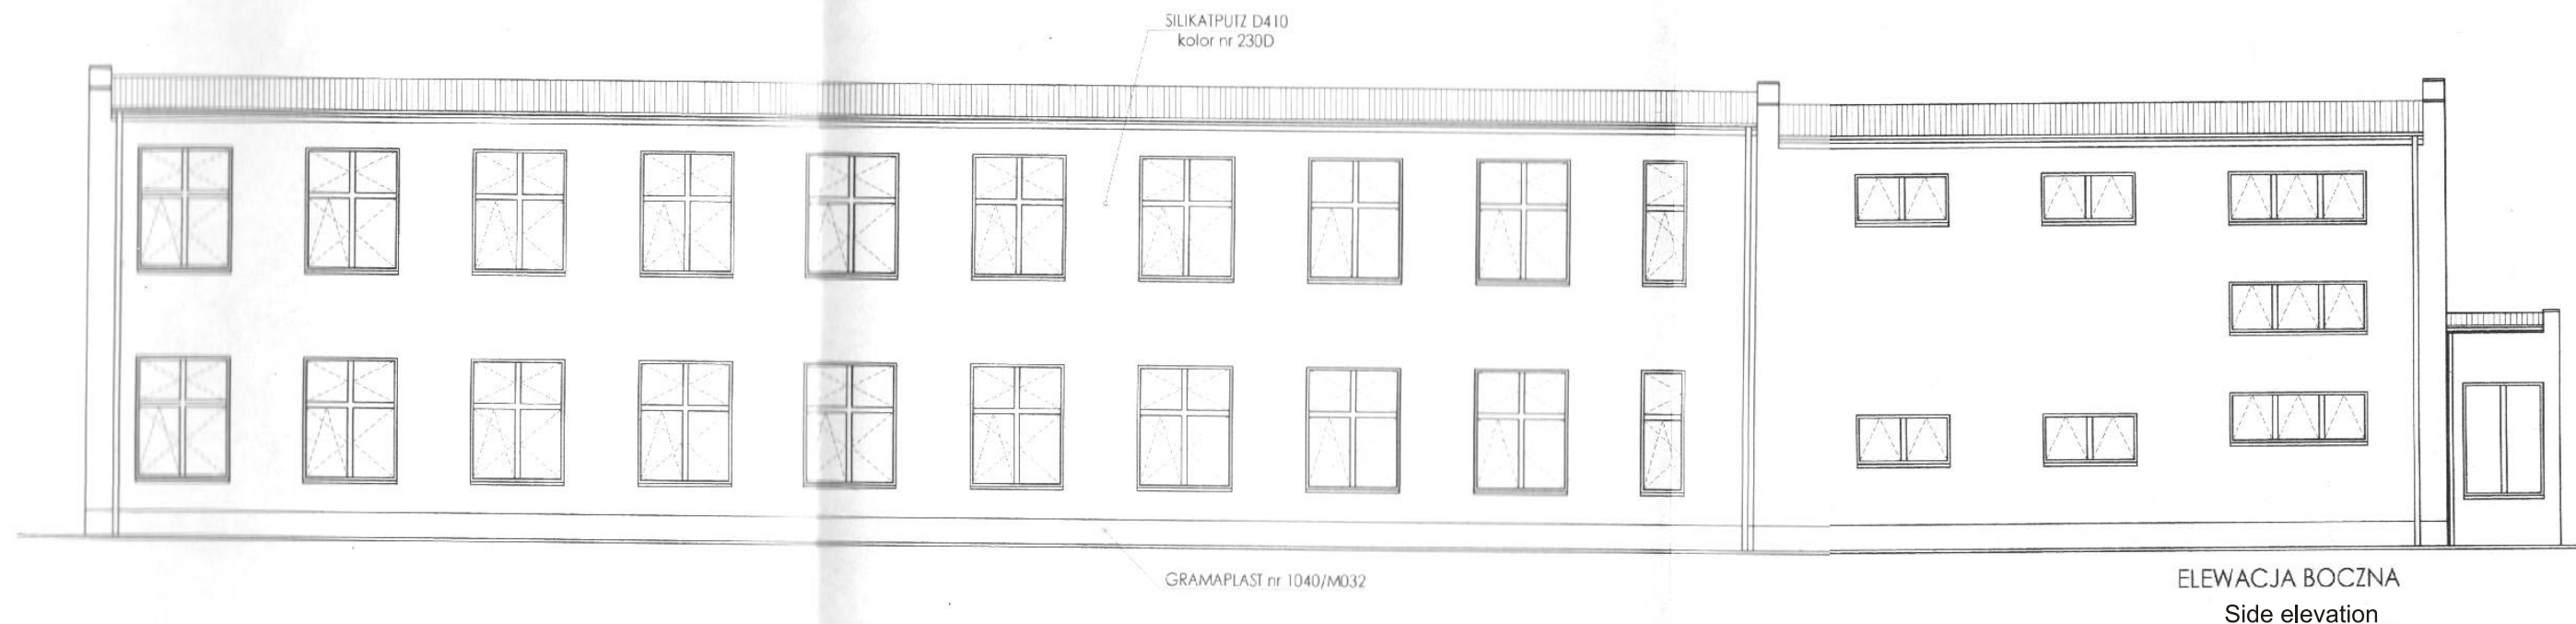 SILIKATPUTZ D410
kolor nr 230D
GRAMAPLAST nr 1040/M032
ELEWACJA BOCZNA
Side elevation